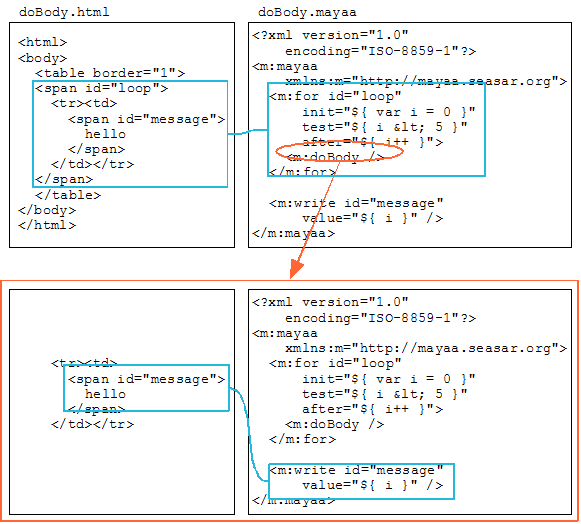 doBody.html
<html>
<body>
<table border="1">
<span id="loop">
<tr><td>
<span id="message">
hello
</span>
</td></tr>
</span>
</table>
</body>
</html>
doBody.mayaa
<?xml version="1.0"
encoding="ISO-8859-1"?>
<m:mayaa
xmlns:m="http://mayaa.seasar.org">
<m:for id="loop"
init="${ var i = 0 }"
test="${ i &lt; 5 }"
after="${ i++ }">
<m:doBody />
</m:for>
<m:write id="message"
value="${ i }" />
</m:mayaa>
<tr><td>
<span id="message">
hello
</span>
</td></tr>
<?xml version="1.0"
encoding="ISO-8859-1"?>
<m:mayaa
xmlns:m="http://mayaa.seasar.org">
<m:for id="loop"
init="${ var i = 0 }"
test="${ i &lt; 5 }"
after="${ i++ }">
<m:doBody />
</m:for>
<m:write id="message"
value="${ i }" />
</m.mayaa>